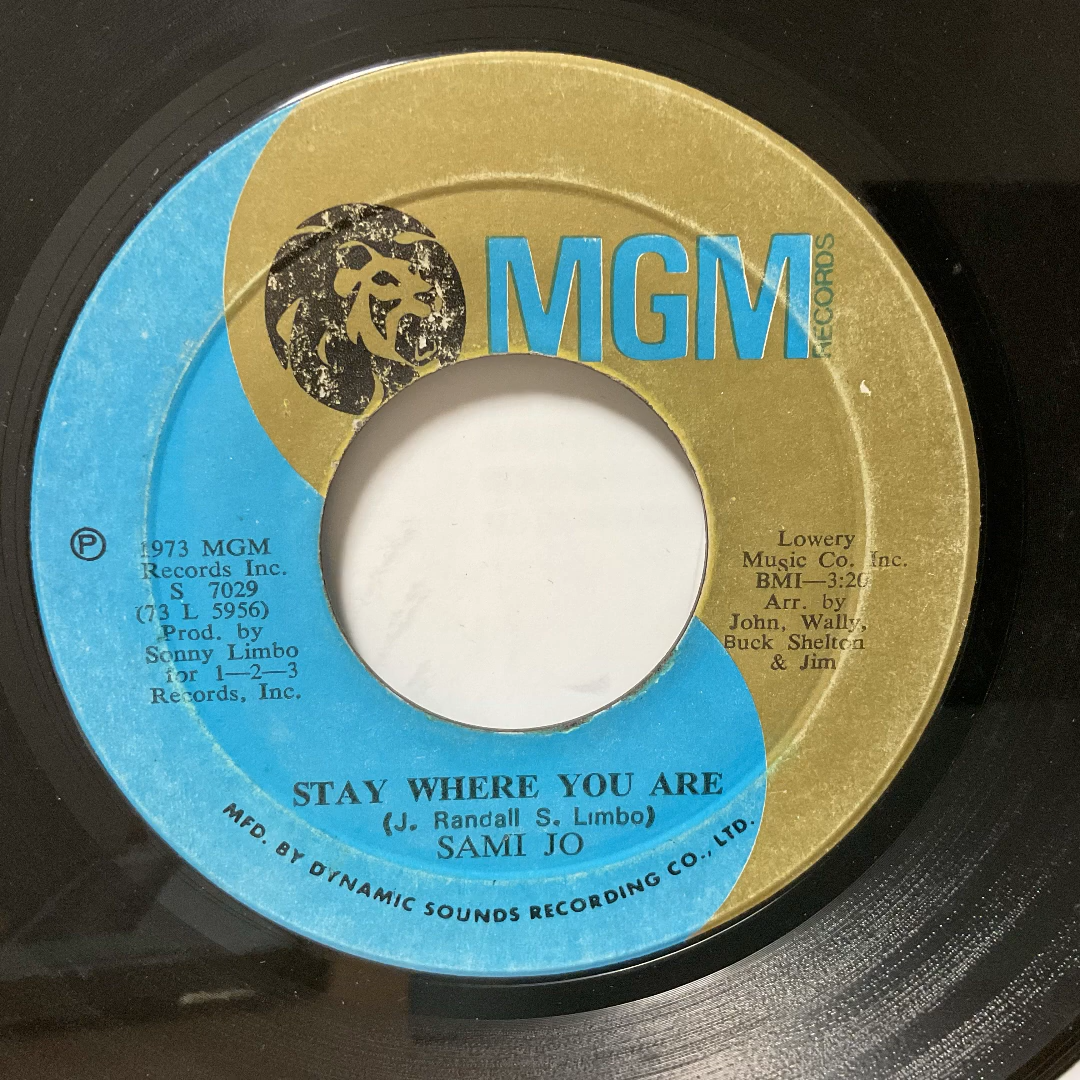 MGM
RECORDS
Ⓟ
1973 MGM
Records Inc.
S 7029
(73 L 5956)
Prod. by
Sonny Limbo
for 1—2—3
Records, Inc.
Lowery
Music Co. Inc.
BMI—3:20
Arr. by
John, Wally,
Buck Shelton
& Jim
STAY WHERE YOU ARE
(J. Randall S. Limbo)
SAMI JO
MFD. BY DYNAMIC SOUNDS RECORDING CO., LTD.